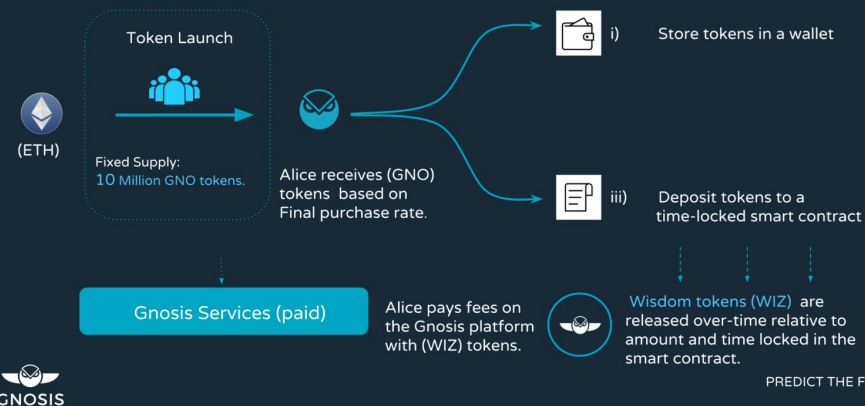 Token Launch
(ETH)
Fixed Supply:
10 Million GNO tokens.
Alice receives (GNO)
tokens based on
Final purchase rate.
i) Store tokens in a wallet
iii) Deposit tokens to a
time-locked smart contract
Gnosis Services (paid)
Alice pays fees on
the Gnosis platform
with (WIZ) tokens.
Wisdom tokens (WIZ) are
released over-time relative to
amount and time locked in the
smart contract.
GNOSIS
PREDICT THE F